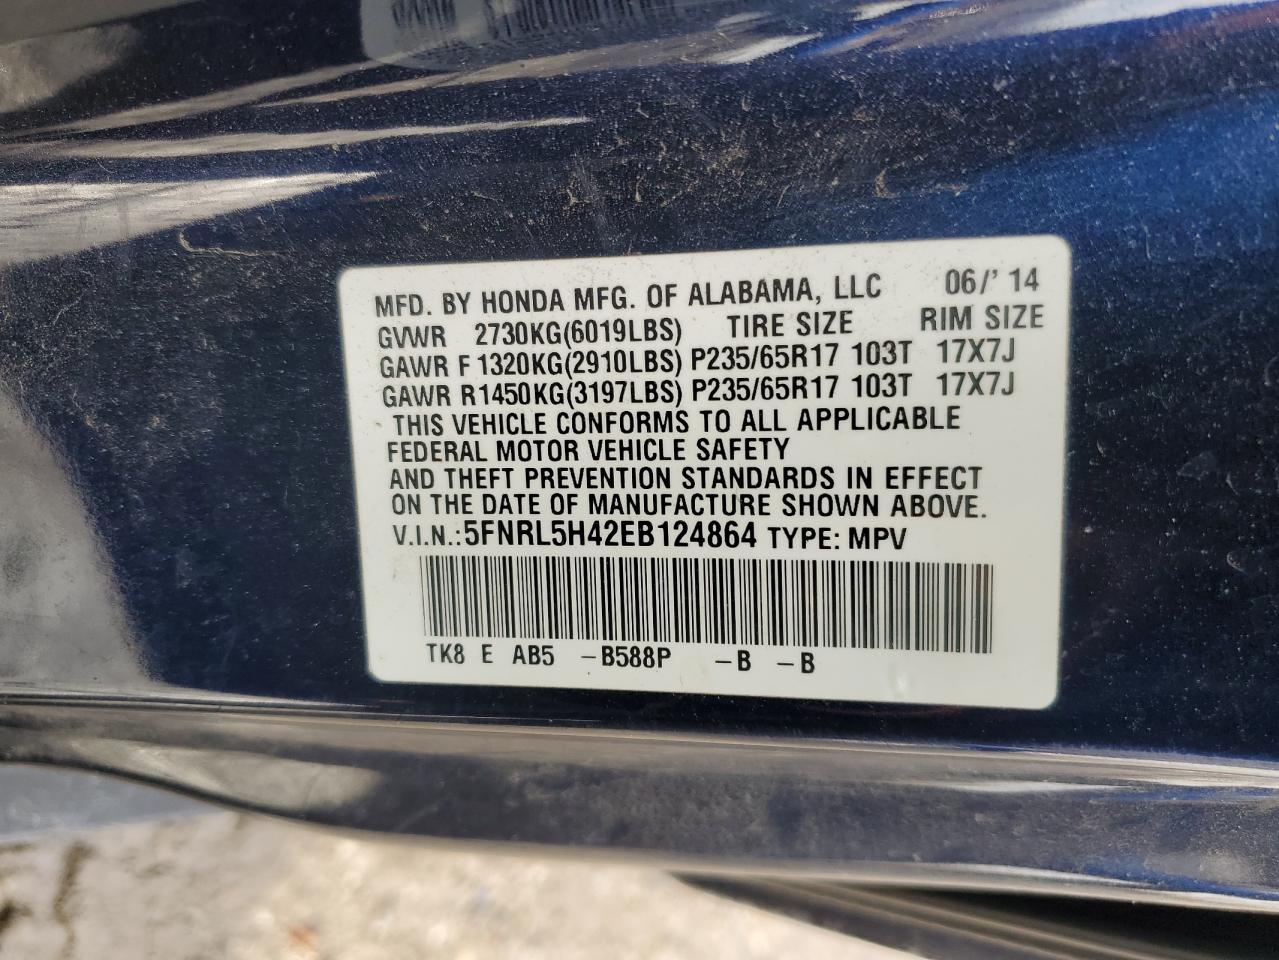 MFD. BY HONDA MFG. OF ALABAMA, LLC 06/' 14
GVWR 2730KG(6019LBS) TIRE SIZE RIM SIZE
GAWR F 1320KG(2910LBS) P235/65R17 103T 17X7J
GAWR R1450KG(3197LBS) P235/65R17 103T 17X7J
THIS VEHICLE CONFORMS TO ALL APPLICABLE
FEDERAL MOTOR VEHICLE SAFETY
AND THEFT PREVENTION STANDARDS IN EFFECT
ON THE DATE OF MANUFACTURE SHOWN ABOVE.
V.I.N.:5FNRL5H42EB124864 TYPE: MPV
TK8 E AB5 -B588P -B -B